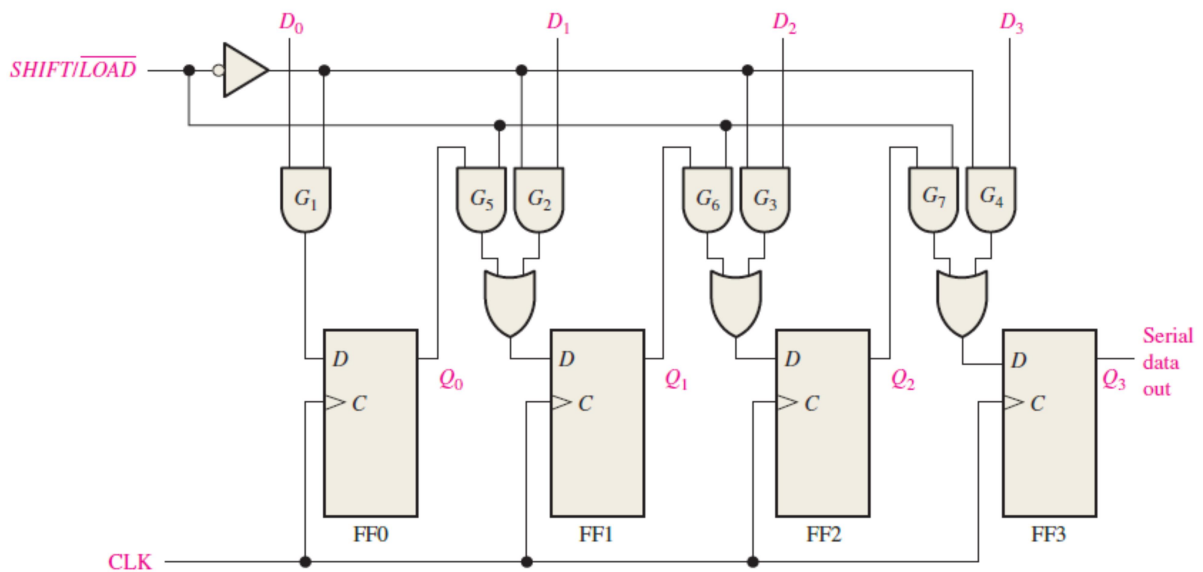 D₀ D₁ D₂ D₃
SHIFT/L̅O̅A̅D̅
G₁ G₅ G₂ G₆ G₃ G₇ G₄
Serial
data
out
D D D D
Q₀ Q₁ Q₂ Q₃
C C C C
FF0 FF1 FF2 FF3
CLK